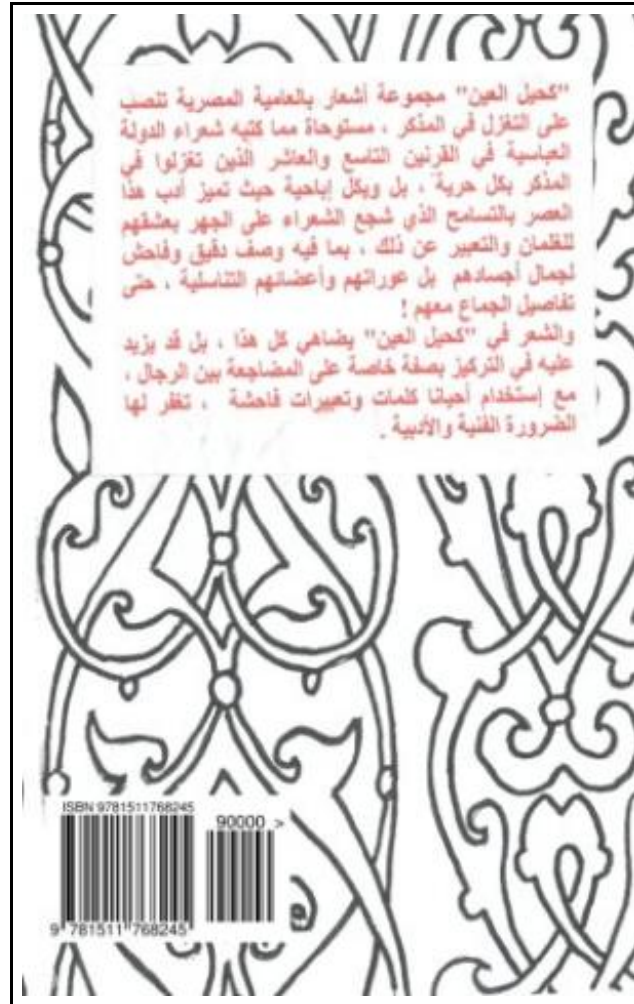 "كحيل العين" مجموعة أشعار بالعامية المصرية تنصب
على التغزل في المذكر ، مستوحاة مما كتبه شعراء الدولة
العباسية في القرنين التاسع والعاشر الذين تغزلوا في
المذكر بكل حرية ، بل وبكل إباحية حيث تميز أدب هذا
العصر بالتسامح الذي شجع الشعراء على الجهر بعشقهم
للغلمان والتعبير عن ذلك ، بما فيه وصف دقيق وفاحش
لجمال أجسادهم بل عوراتهم وأعضائهم التناسلية ، حتى
تفاصيل الجماع معهم !
والشعر في "كحيل العين" يضاهي كل هذا ، بل قد يزيد
عليه في التركيز بصفة خاصة على المضاجعة بين الرجال ،
مع إستخدام أحيانا كلمات وتعبيرات فاحشة ، تغفر لها
الضرورة الفنية والأدبية .
ISBN 9781511768245
90000 >
9 781511 768245